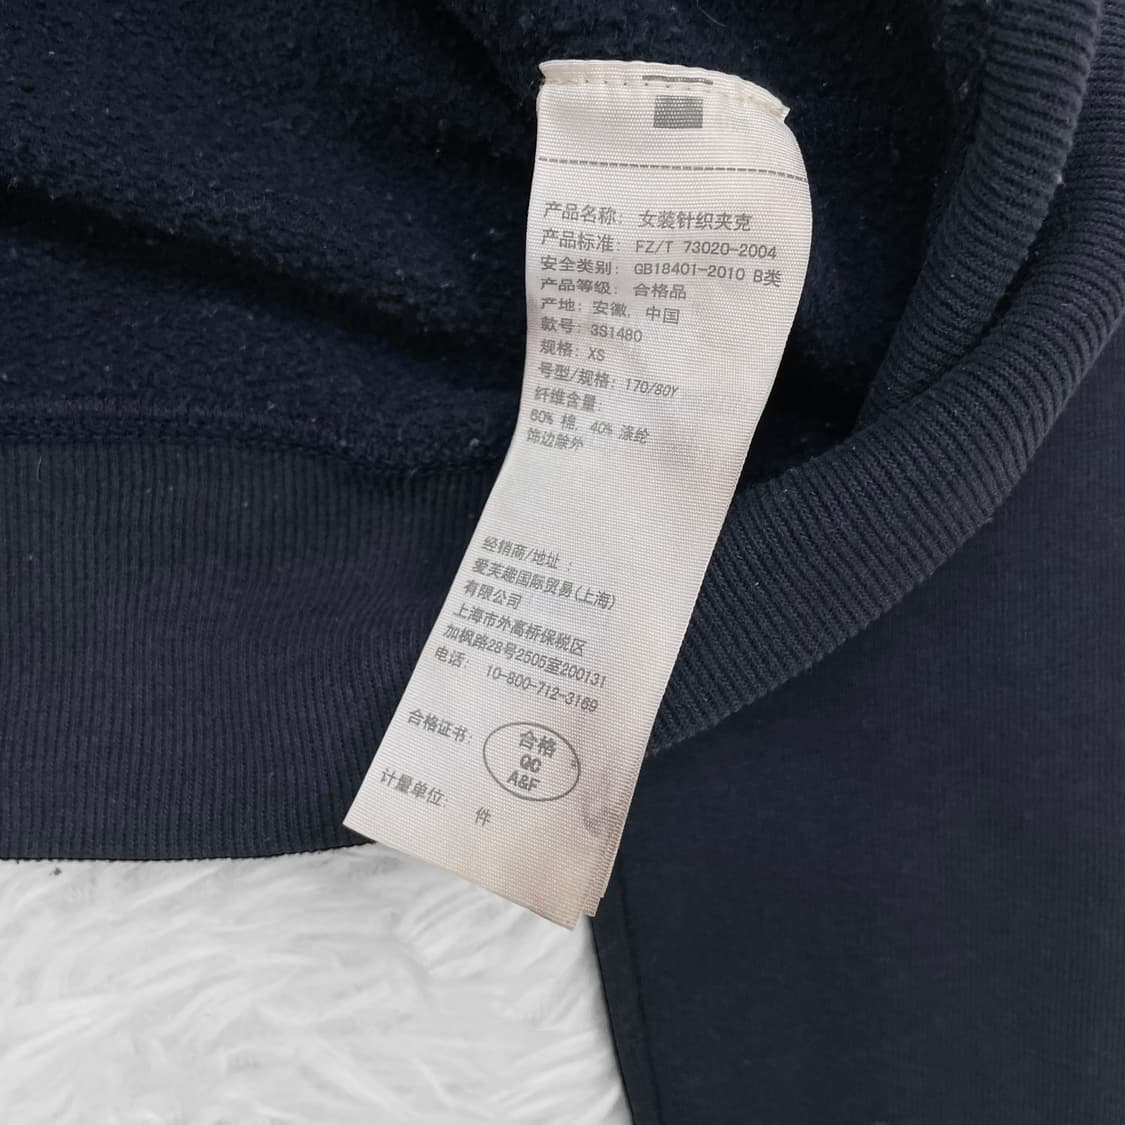 产品名称: 女装针织夹克
产品标准: FZ/T 73020-2004
安全类别: GB18401-2010 B类
产品等级: 合格品
产地: 安徽, 中国
款号: 3S1480
规格: XS
号型/规格: 170/80Y
纤维含量:
60% 棉, 40% 涤纶
饰边除外
经销商/地址 :
爱芙趣国际贸易(上海)
有限公司
上海市外高桥保税区
加枫路28号2505室200131
电话: 10-800-712-3169
合格证书:
合格
QC
A&F
计量单位: 件